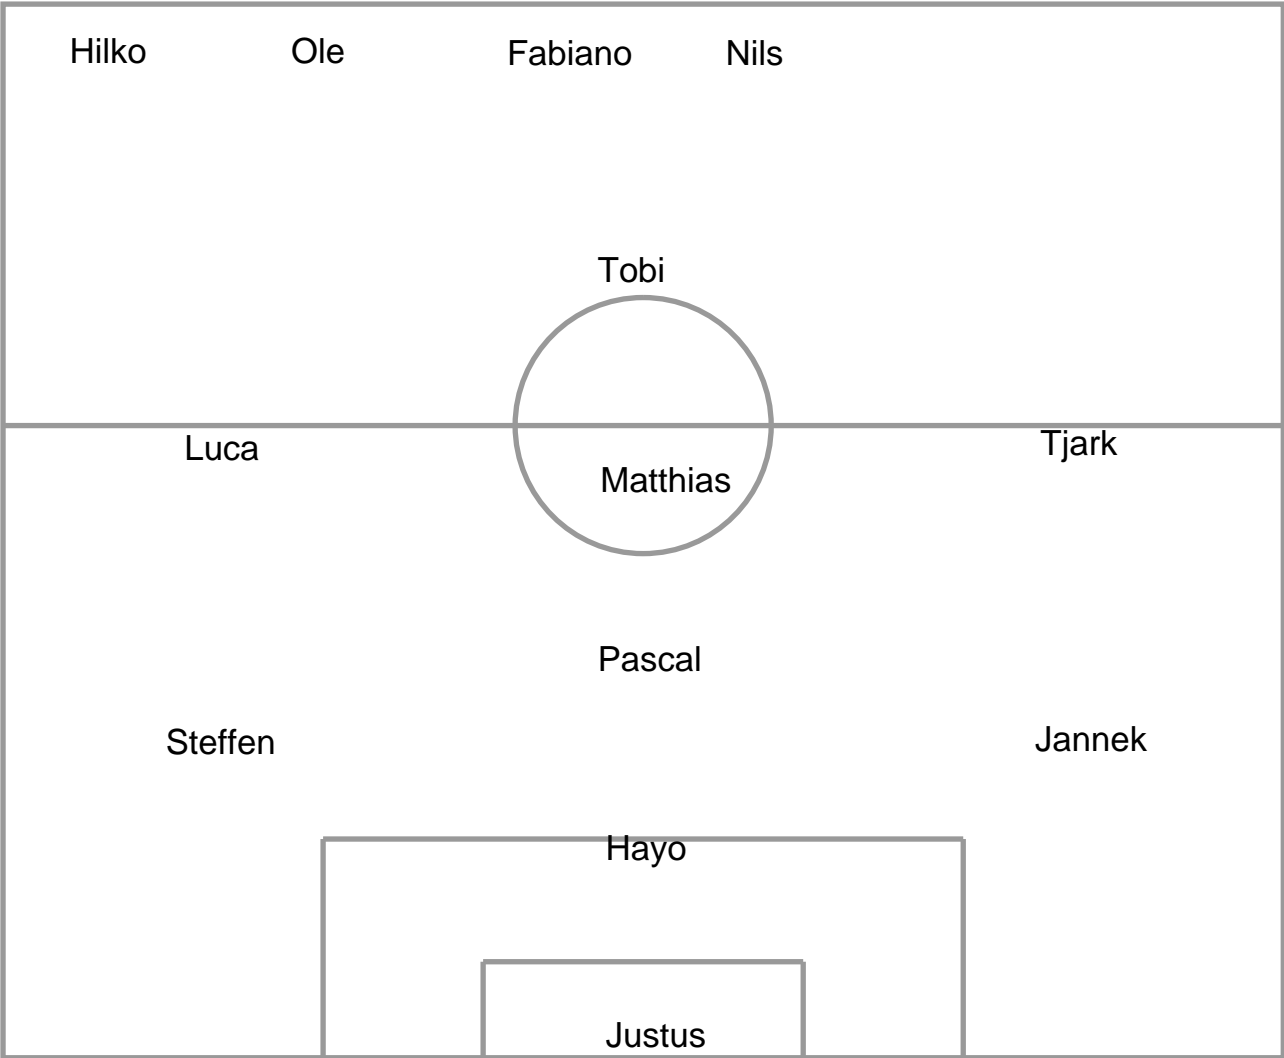 Hilko Ole Fabiano Nils
Tobi
Luca Tjark
Matthias
Pascal
Steffen Jannek
Hayo
Justus